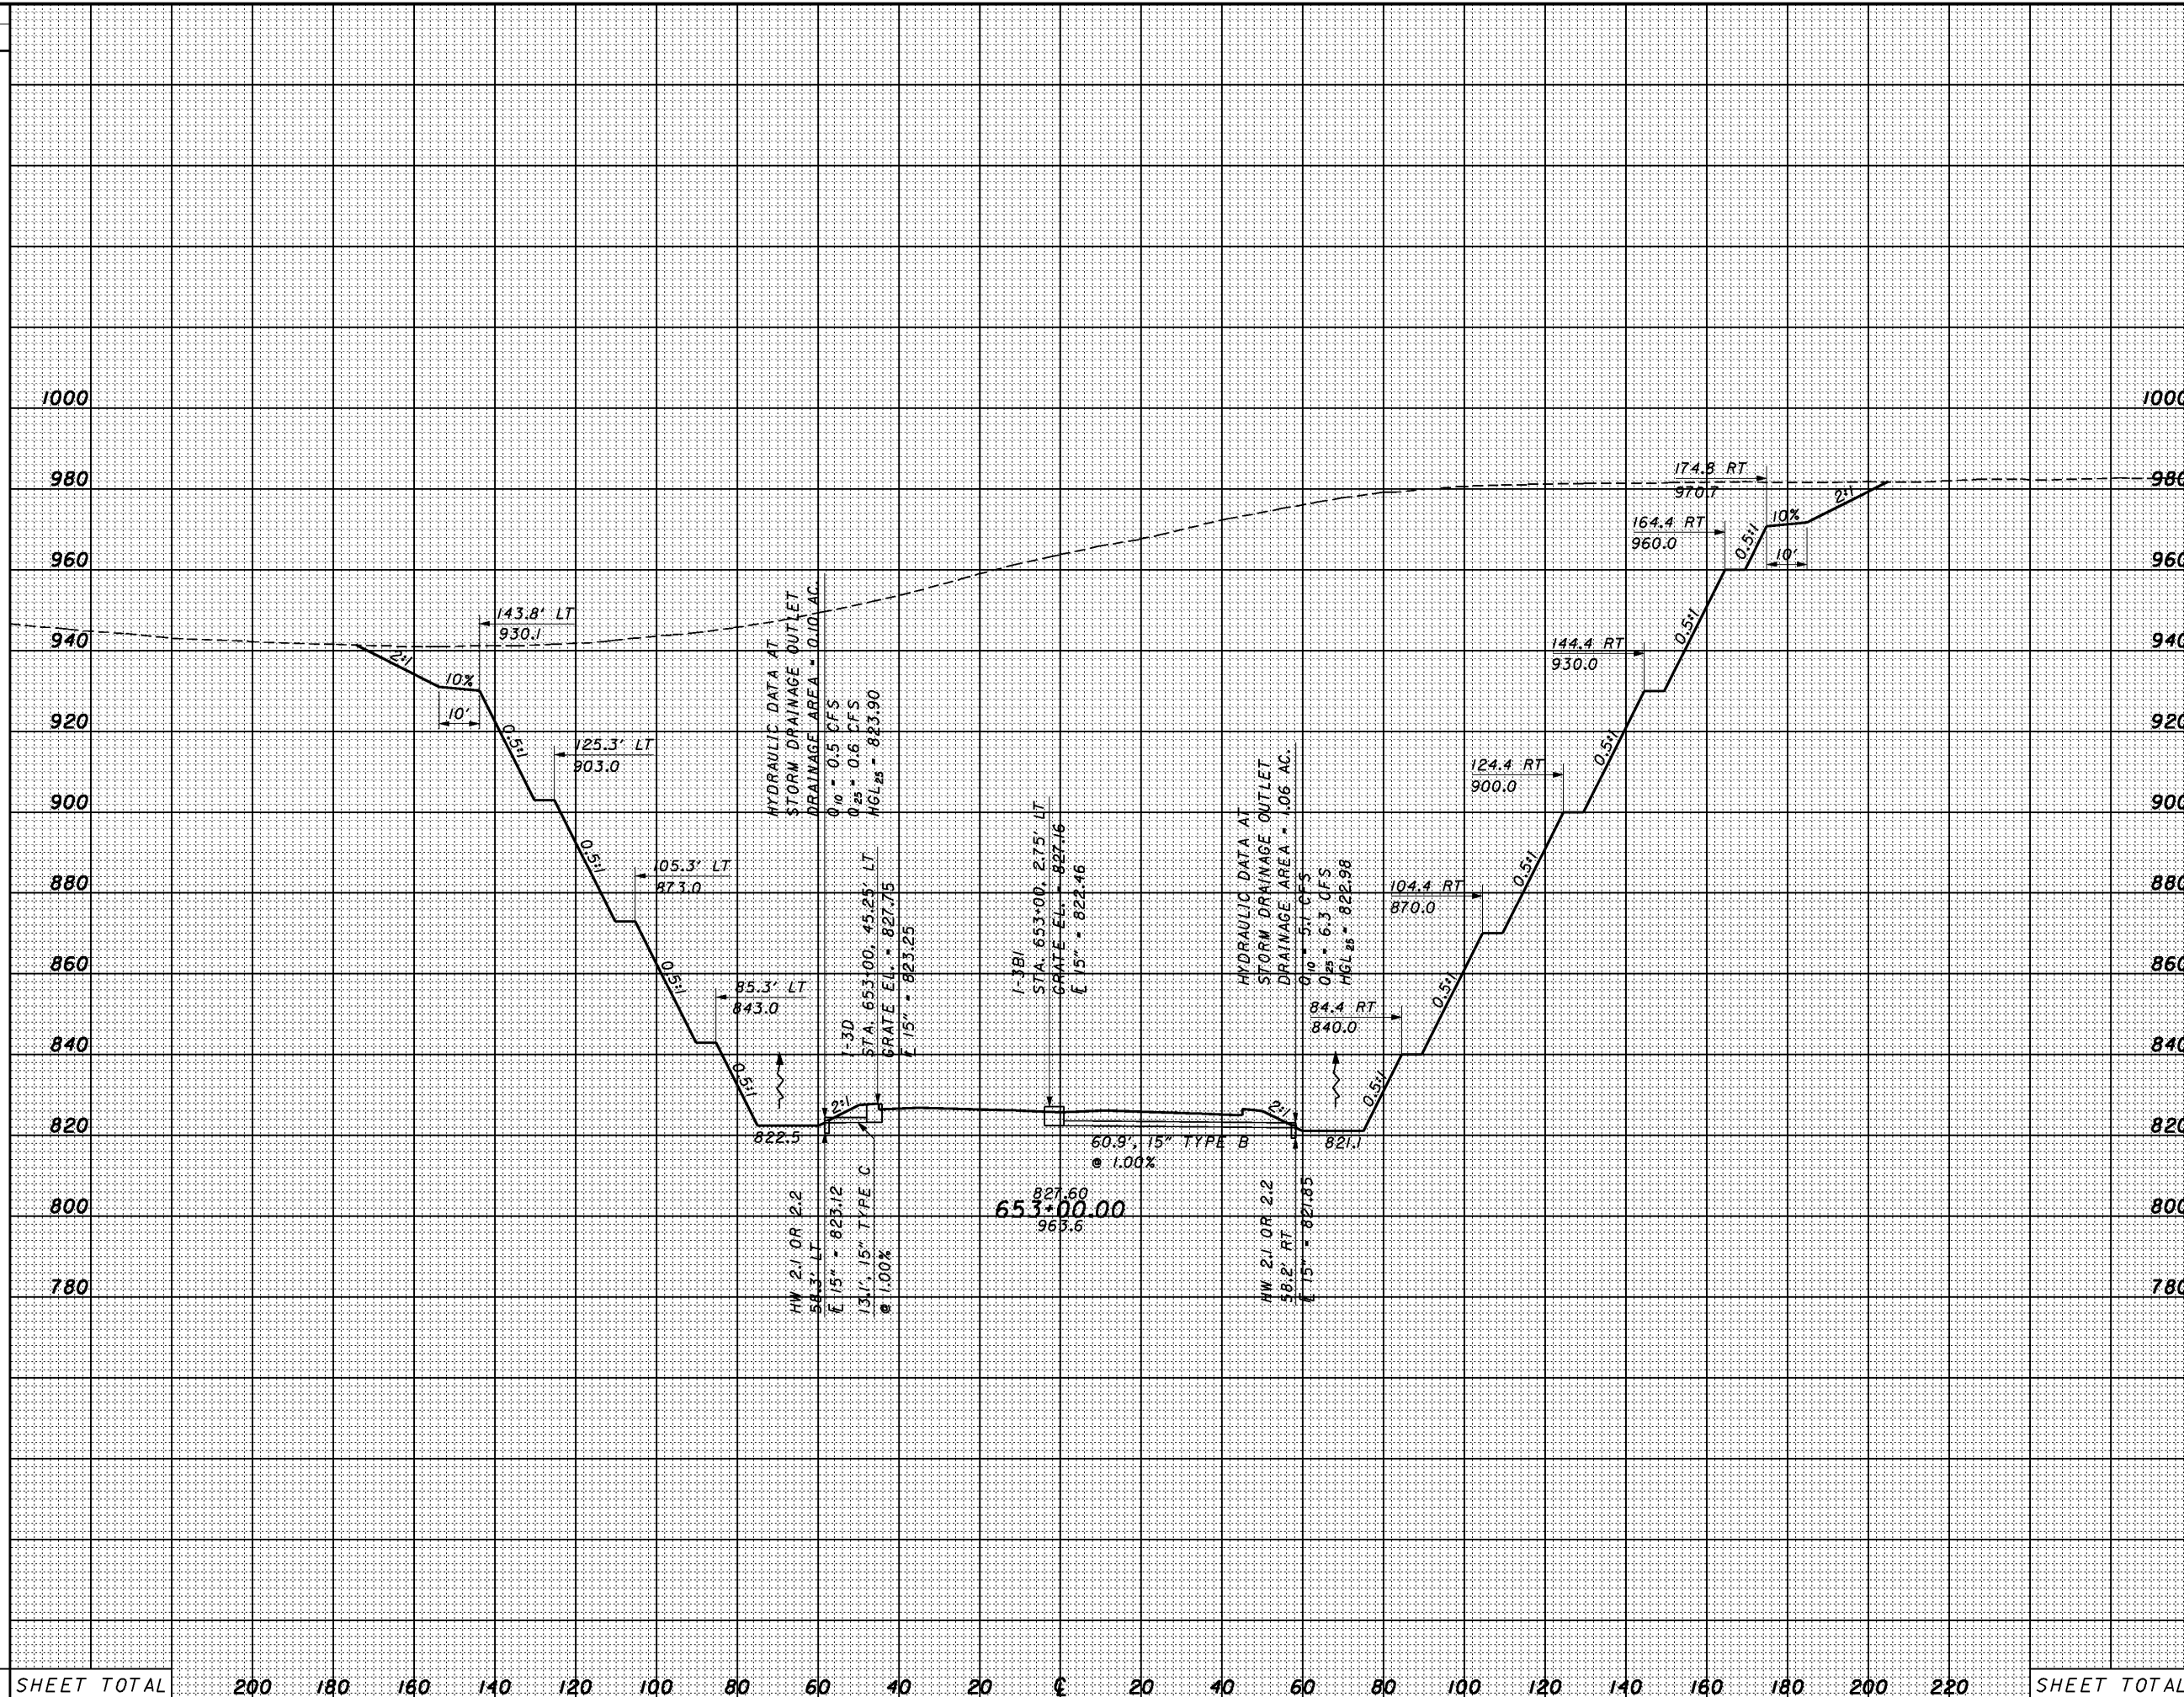 1000
1000
980
980
960
960
940
940
920
920
900
900
880
880
860
860
840
840
820
820
800
800
780
780
174.8 RT
970.7
2:1
10%
10'
0.5:1
164.4 RT
960.0
0.5:1
144.4 RT
930.0
0.5:1
124.4 RT
900.0
0.5:1
104.4 RT
870.0
0.5:1
84.4 RT
840.0
0.5:1
143.8' LT
930.1
2:1
10%
10'
0.5:1
125.3' LT
903.0
0.5:1
105.3' LT
873.0
0.5:1
85.3' LT
843.0
0.5:1
HYDRAULIC DATA AT
STORM DRAINAGE OUTLET
DRAINAGE AREA = 0.10 AC.
Q10 = 0.5 CFS
Q25 = 0.6 CFS
HGL25 = 823.90
I-3D
STA. 653+00, 45.25' LT
GRATE EL. = 827.75
℄ 15" = 823.25
I-3B1
STA. 653+00, 2.75' LT
GRATE EL. = 827.16
℄ 15" = 822.46
HYDRAULIC DATA AT
STORM DRAINAGE OUTLET
DRAINAGE AREA = 1.06 AC.
Q10 = 5.1 CFS
Q25 = 6.3 CFS
HGL25 = 822.98
2:1
2:1
822.5
60.9', 15" TYPE B
@ 1.00%
821.1
HW 2.1 OR 2.2
58.3' LT
℄ 15" = 823.12
13.1', 15" TYPE C
@ 1.00%
827.60
653+00.00
963.6
HW 2.1 OR 2.2
58.2' RT
℄ 15" = 821.85
SHEET TOTAL
200 180 160 140 120 100 80 60 40 20 ℄ 20 40 60 80 100 120 140 160 180 200 220
SHEET TOTAL